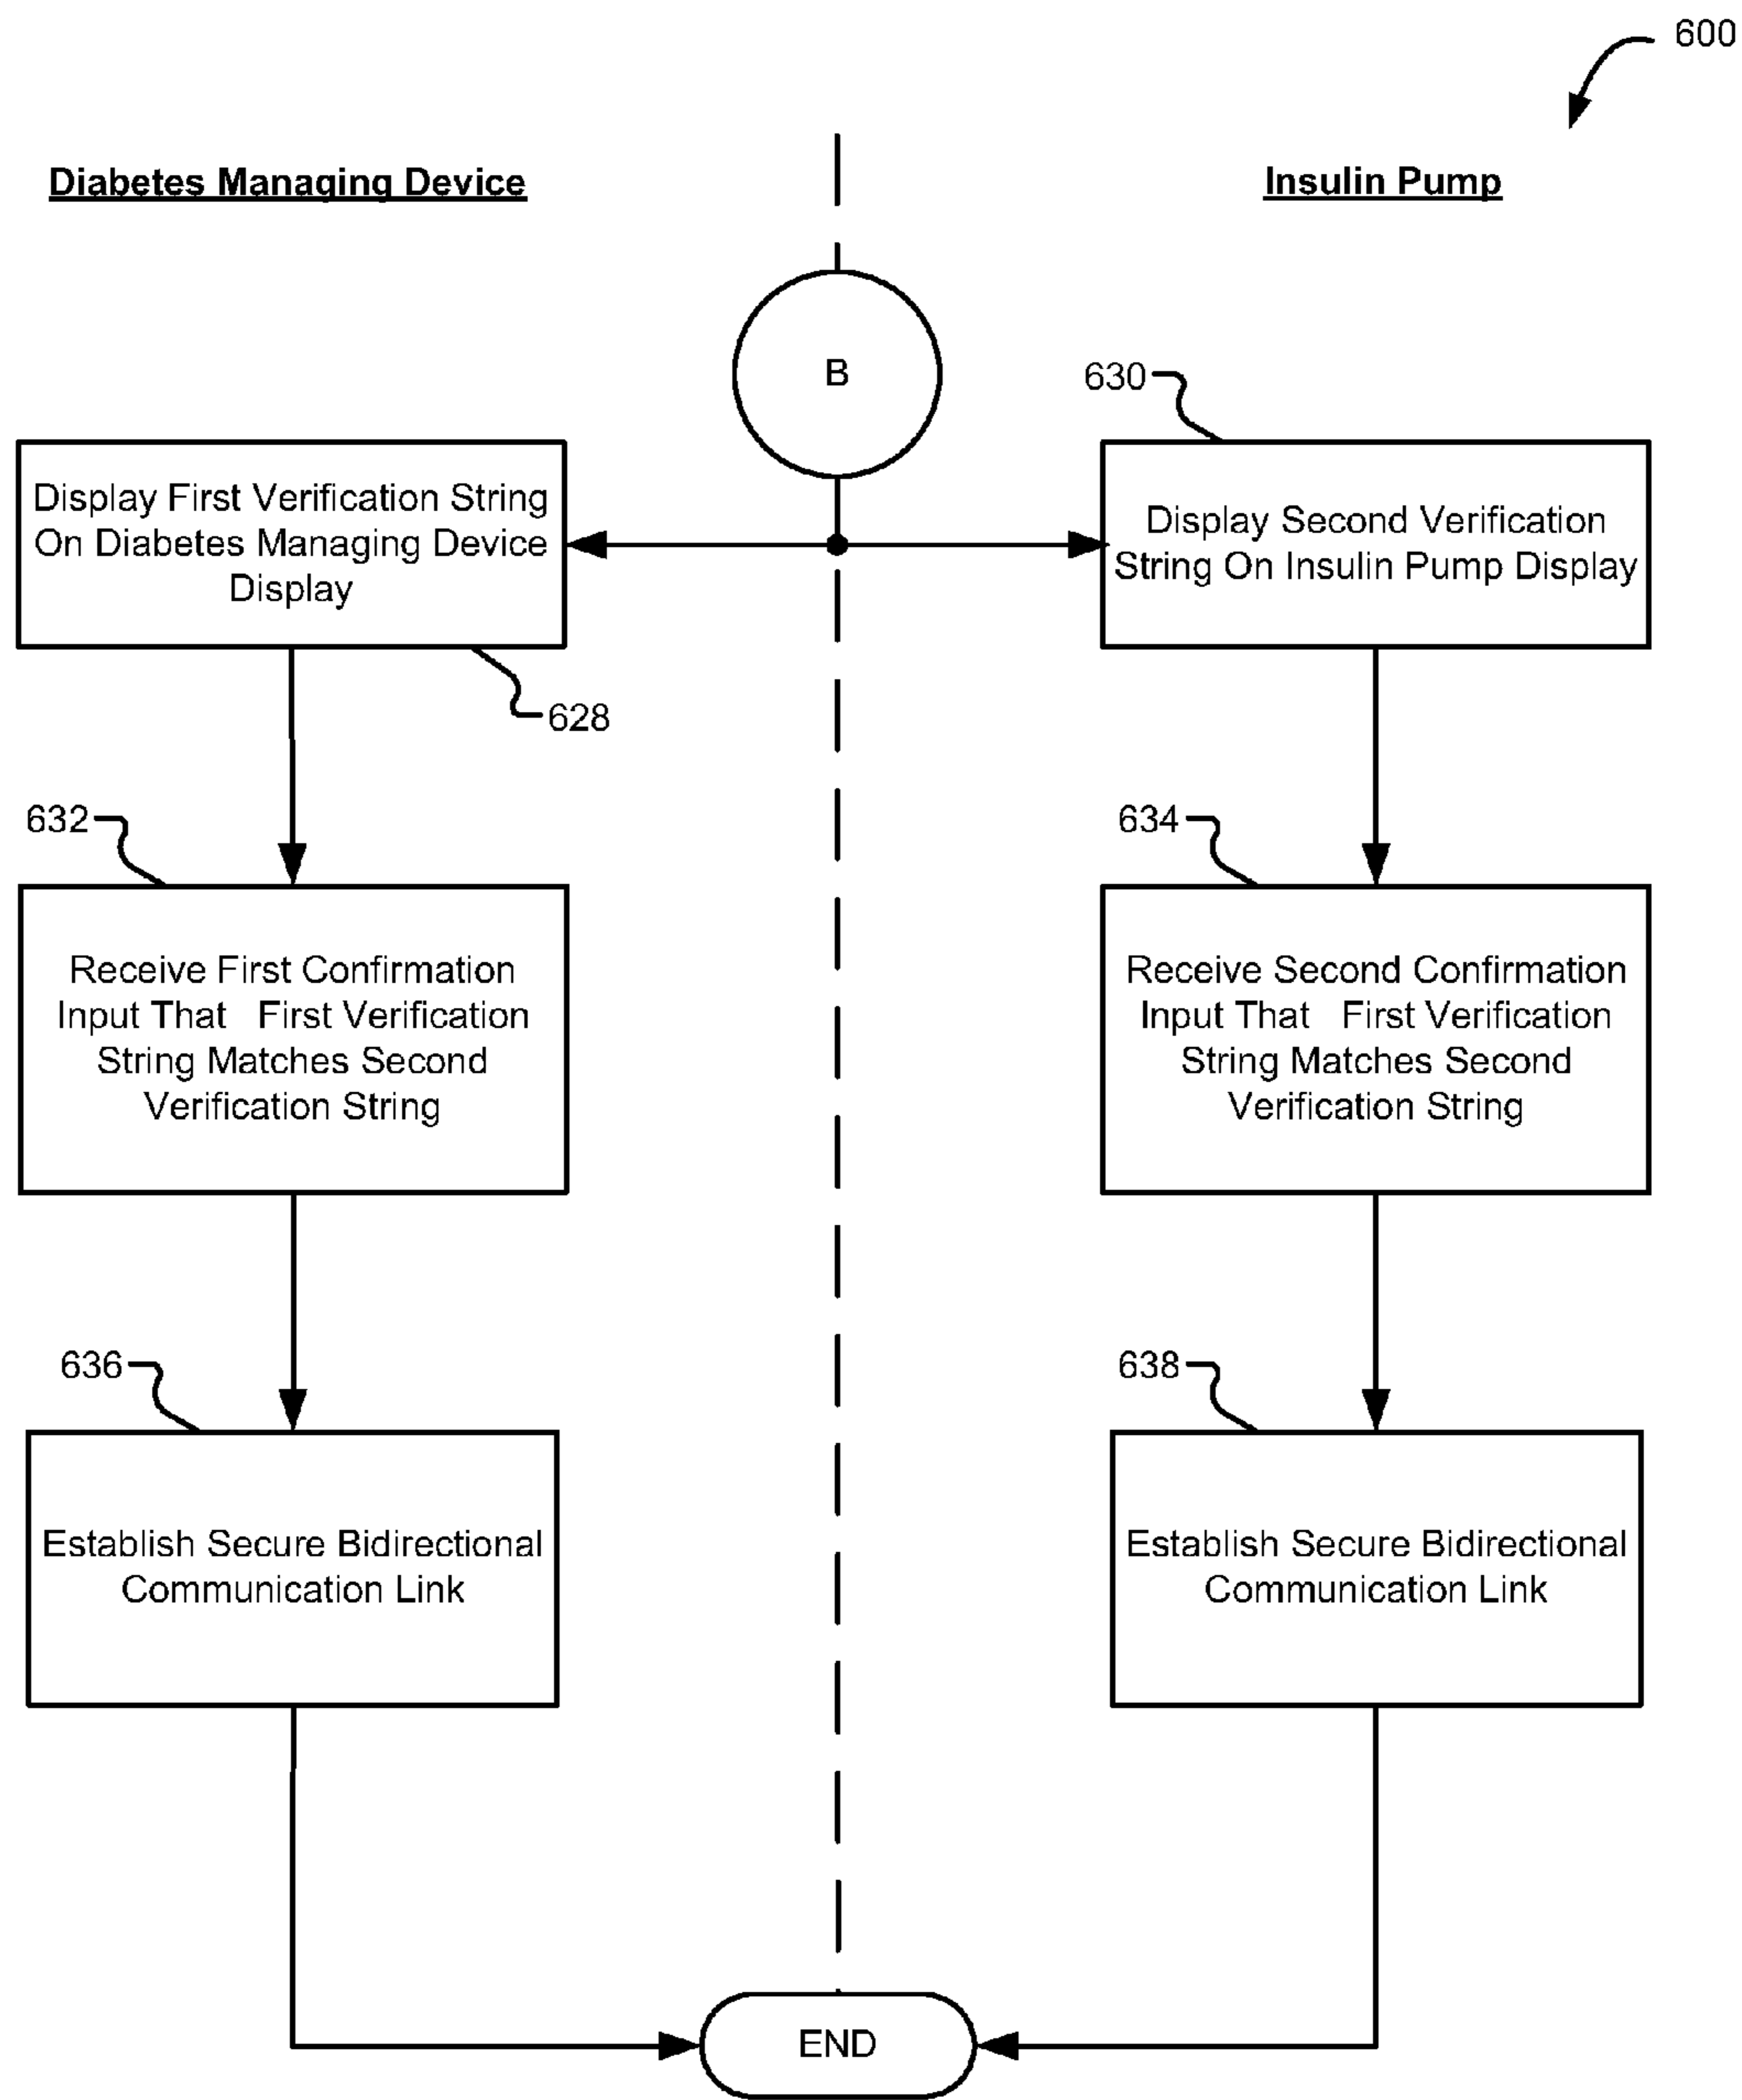 600
Diabetes Managing Device
Insulin Pump
B
630
Display First Verification String
On Diabetes Managing Device
Display
Display Second Verification
String On Insulin Pump Display
628
632
634
Receive First Confirmation
Input That First Verification
String Matches Second
Verification String
Receive Second Confirmation
Input That First Verification
String Matches Second
Verification String
636
638
Establish Secure Bidirectional
Communication Link
Establish Secure Bidirectional
Communication Link
END